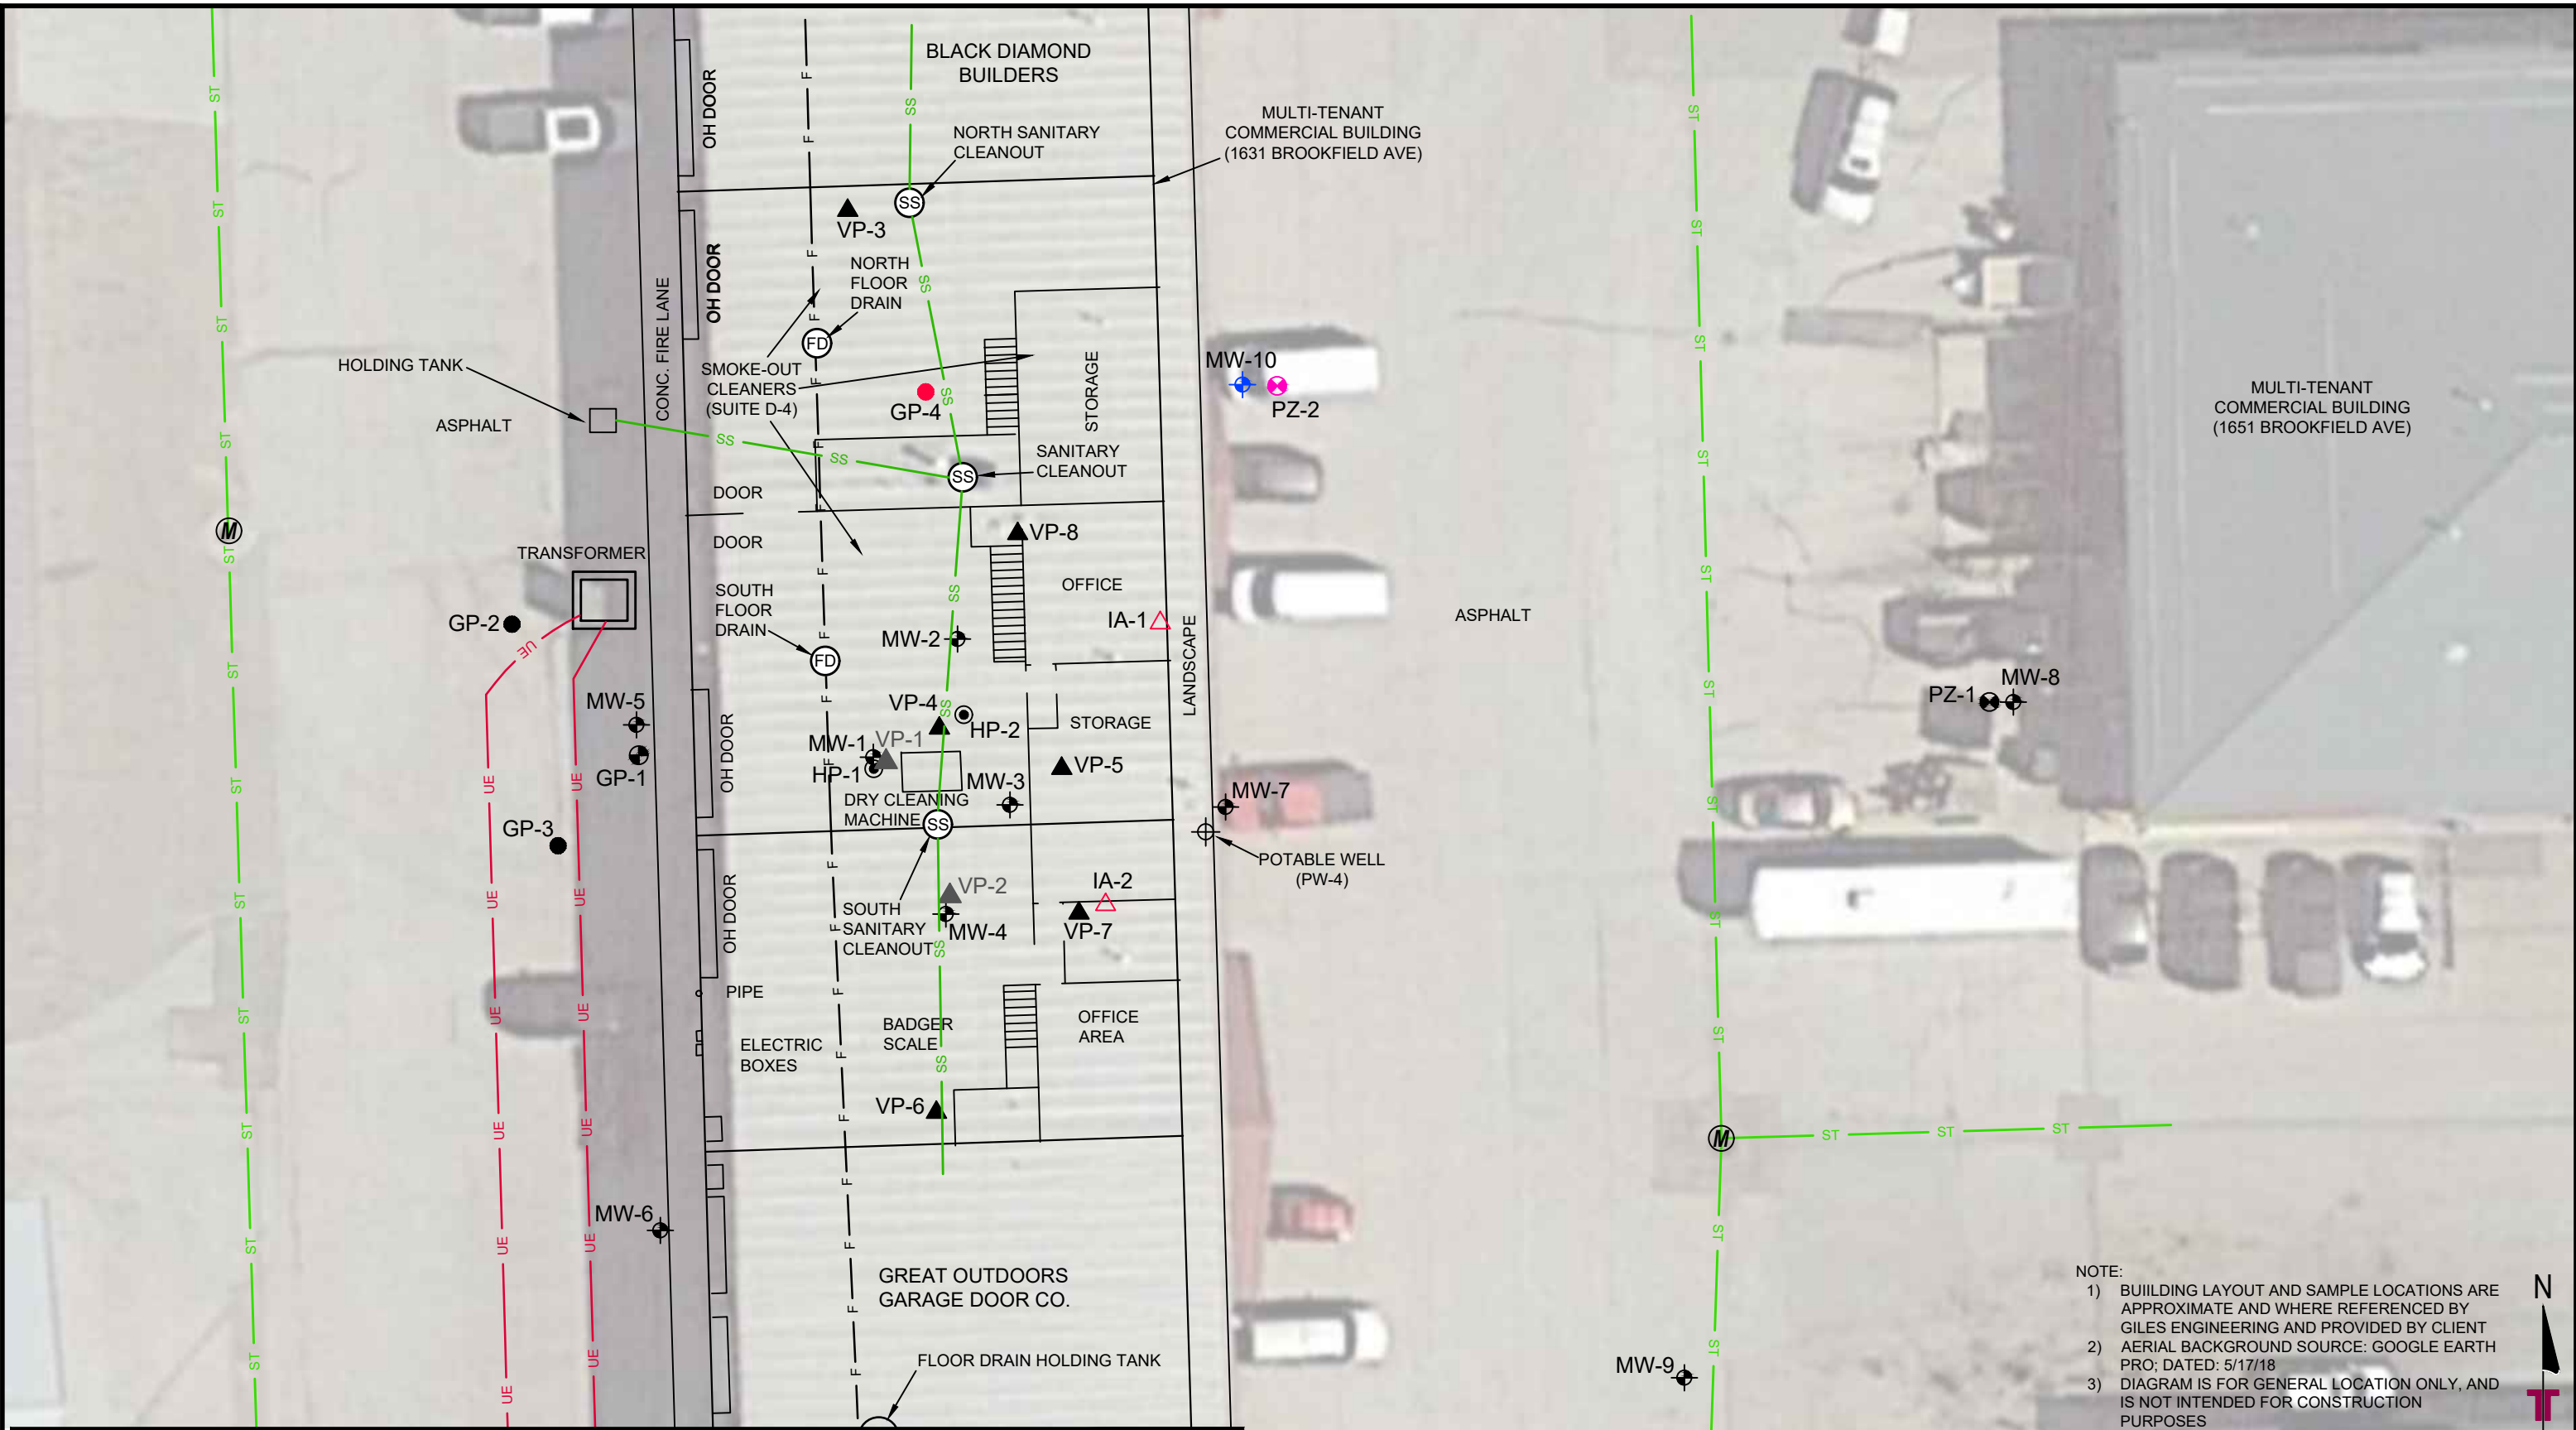 BLACK DIAMOND
BUILDERS
OH DOOR
NORTH SANITARY
CLEANOUT
MULTI-TENANT
COMMERCIAL BUILDING
(1631 BROOKFIELD AVE)
SS
VP-3
NORTH
FLOOR
DRAIN
OH DOOR
CONC. FIRE LANE
FD
HOLDING TANK
SMOKE-OUT
CLEANERS
(SUITE D-4)
STORAGE
MW-10
PZ-2
GP-4
ASPHALT
MULTI-TENANT
COMMERCIAL BUILDING
(1651 BROOKFIELD AVE)
SANITARY
CLEANOUT
SS
DOOR
M
DOOR
VP-8
TRANSFORMER
OFFICE
SOUTH
FLOOR
DRAIN
GP-2
IA-1
ASPHALT
MW-2
FD
LANDSCAPE
MW-5
VP-4
HP-2
STORAGE
PZ-1
MW-8
OH DOOR
MW-1
VP-1
HP-1
VP-5
GP-1
MW-3
MW-7
DRY CLEANING
MACHINE
SS
GP-3
POTABLE WELL
(PW-4)
OH DOOR
VP-2
IA-2
SOUTH
SANITARY
CLEANOUT
MW-4
VP-7
PIPE
BADGER
SCALE
OFFICE
AREA
ELECTRIC
BOXES
VP-6
M
MW-6
GREAT OUTDOORS
GARAGE DOOR CO.
FLOOR DRAIN HOLDING TANK
MW-9
NOTE:
1) BUIILDING LAYOUT AND SAMPLE LOCATIONS ARE
APPROXIMATE AND WHERE REFERENCED BY
GILES ENGINEERING AND PROVIDED BY CLIENT
2) AERIAL BACKGROUND SOURCE: GOOGLE EARTH
PRO; DATED: 5/17/18
3) DIAGRAM IS FOR GENERAL LOCATION ONLY, AND
IS NOT INTENDED FOR CONSTRUCTION
PURPOSES
N
ST
SS
F
UE